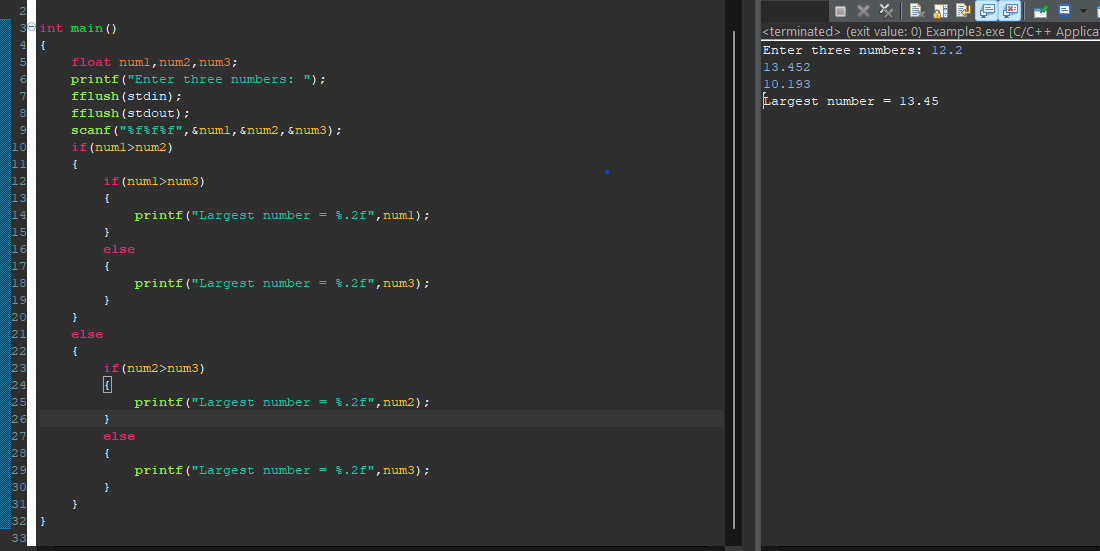 2
3 int main()
4 {
5 float num1,num2,num3;
6 printf("Enter three numbers: ");
7 fflush(stdin);
8 fflush(stdout);
9 scanf("%f%f%f",&num1,&num2,&num3);
10 if(num1>num2)
11 {
12 if(num1>num3)
13 {
14 printf("Largest number = %.2f",num1);
15 }
16 else
17 {
18 printf("Largest number = %.2f",num3);
19 }
20 }
21 else
22 {
23 if(num2>num3)
24 {
25 printf("Largest number = %.2f",num2);
26 }
27 else
28 {
29 printf("Largest number = %.2f",num3);
30 }
31 }
32 }
33
<terminated> (exit value: 0) Example3.exe [C/C++ Applicat
Enter three numbers: 12.2
13.452
10.193
Largest number = 13.45